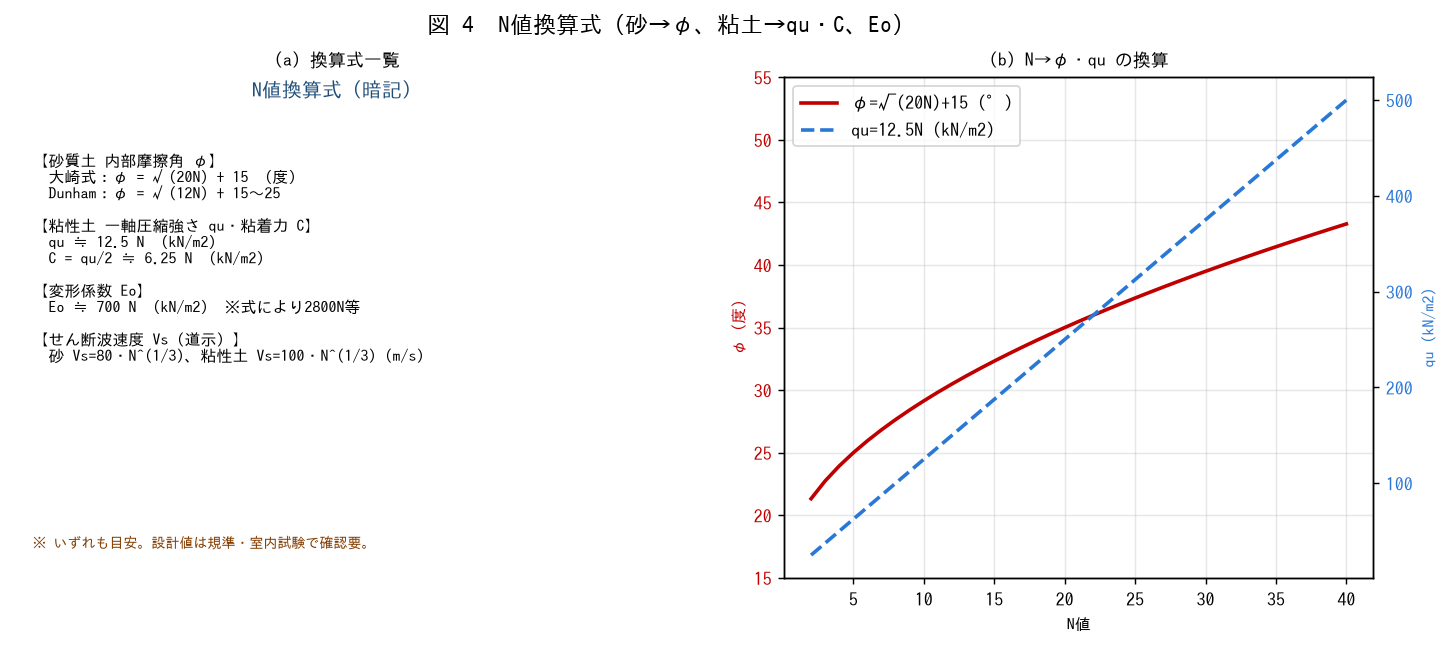 図 4　N値換算式（砂→φ、粘土→qu・C、Eo）
(a) 換算式一覧
N値換算式（暗記）
【砂質土 内部摩擦角 φ】
大崎式：φ = √(20N) + 15 （度）
Dunham：φ = √(12N) + 15～25
【粘性土 一軸圧縮強さ qu・粘着力 C】
qu ≒ 12.5 N （kN/m2）
C = qu/2 ≒ 6.25 N （kN/m2）
【変形係数 Eo】
Eo ≒ 700 N （kN/m2） ※式により2800N等
【せん断波速度 Vs（道示）】
砂 Vs=80・N^(1/3)、粘性土 Vs=100・N^(1/3) (m/s)
※ いずれも目安。設計値は規準・室内試験で確認要。
(b) N→φ・qu の換算
φ=√(20N)+15 (°)
qu=12.5N (kN/m2)
55
50
45
40
35
30
25
20
15
φ (度)
500
400
300
200
100
qu (kN/m2)
5 10 15 20 25 30 35 40
N値